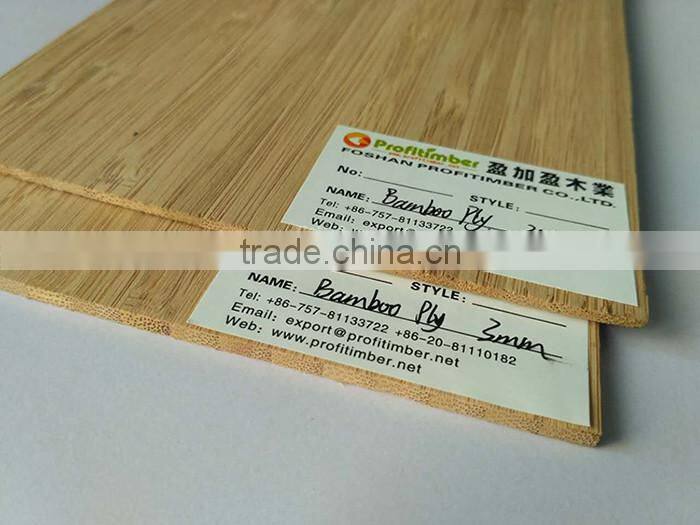 Profitimber 盈加盈木業
FOSHAN PROFITIMBER CO.,LTD.
No: STYLE:
NAME: Bamboo Ply
Tel: +86-757-81133722
Email: export
Web:
trade.china.cn
NAME: Bamboo Ply STYLE:
Tel: +86-757-81133722 +86-20-81110182 3mm
Email: export@profitimber.net
Web: www.profitimber.net